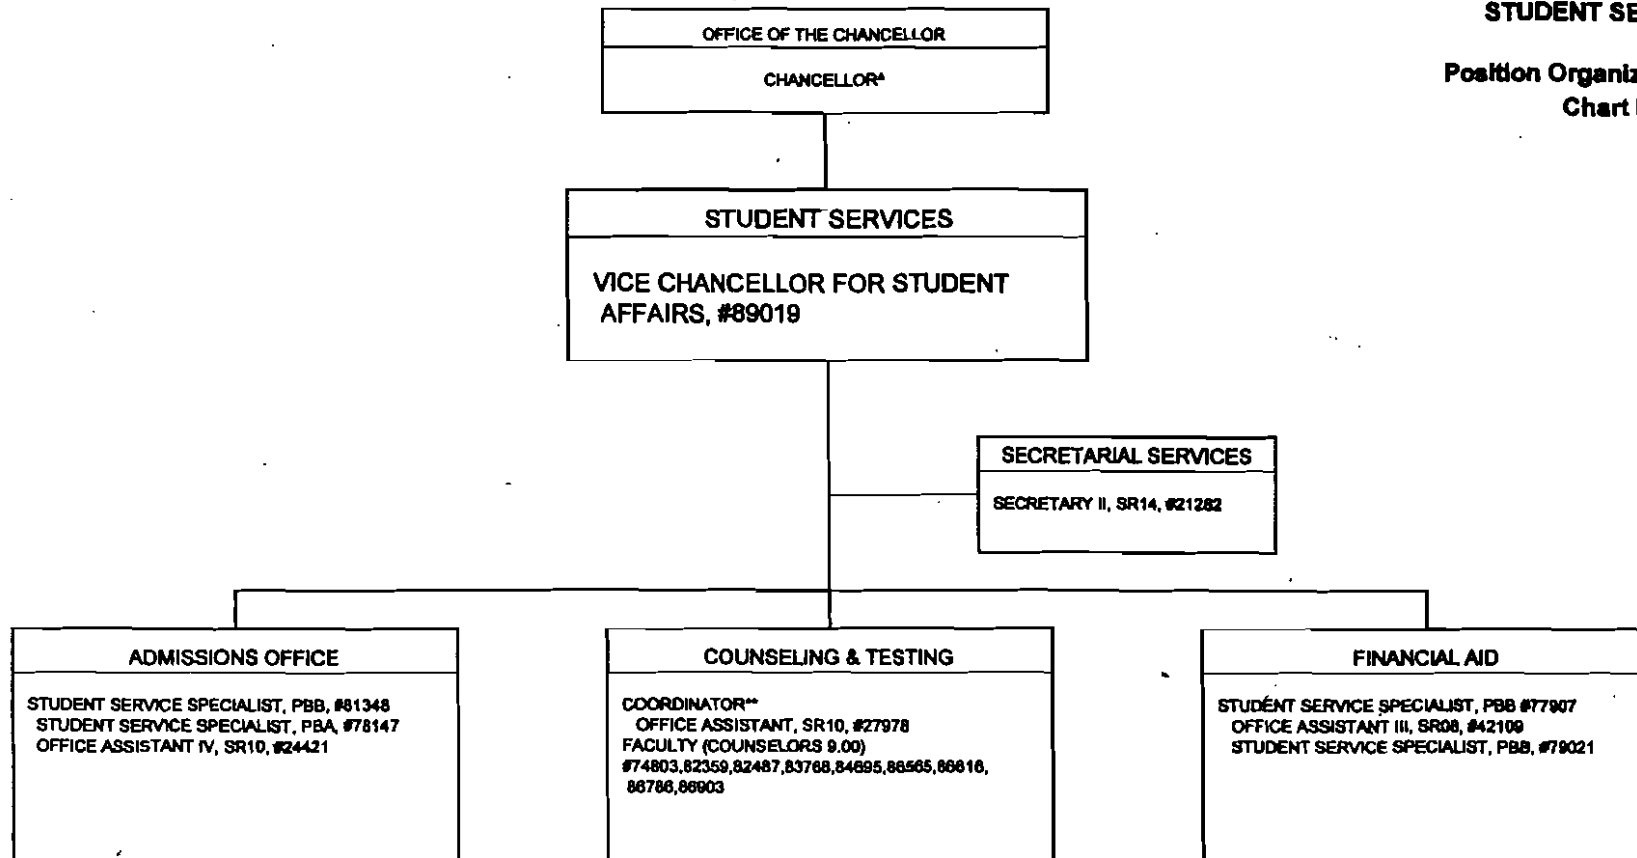 STUDENT SE
Position Organiz
Chart
OFFICE OF THE CHANCELLOR
CHANCELLOR^
STUDENT SERVICES
VICE CHANCELLOR FOR STUDENT
AFFAIRS, #89019
SECRETARIAL SERVICES
SECRETARY II, SR14, #21262
ADMISSIONS OFFICE
STUDENT SERVICE SPECIALIST, PBB, #81348
STUDENT SERVICE SPECIALIST, PBA, #78147
OFFICE ASSISTANT IV, SR10, #24421
COUNSELING & TESTING
COORDINATOR**
OFFICE ASSISTANT, SR10, #27978
FACULTY (COUNSELORS 9.00)
#74803,82359,82487,83768,84695,86565,86616,
86786,86903
FINANCIAL AID
STUDENT SERVICE SPECIALIST, PBB #77907
OFFICE ASSISTANT III, SR08, #42109
STUDENT SERVICE SPECIALIST, PBB, #79021